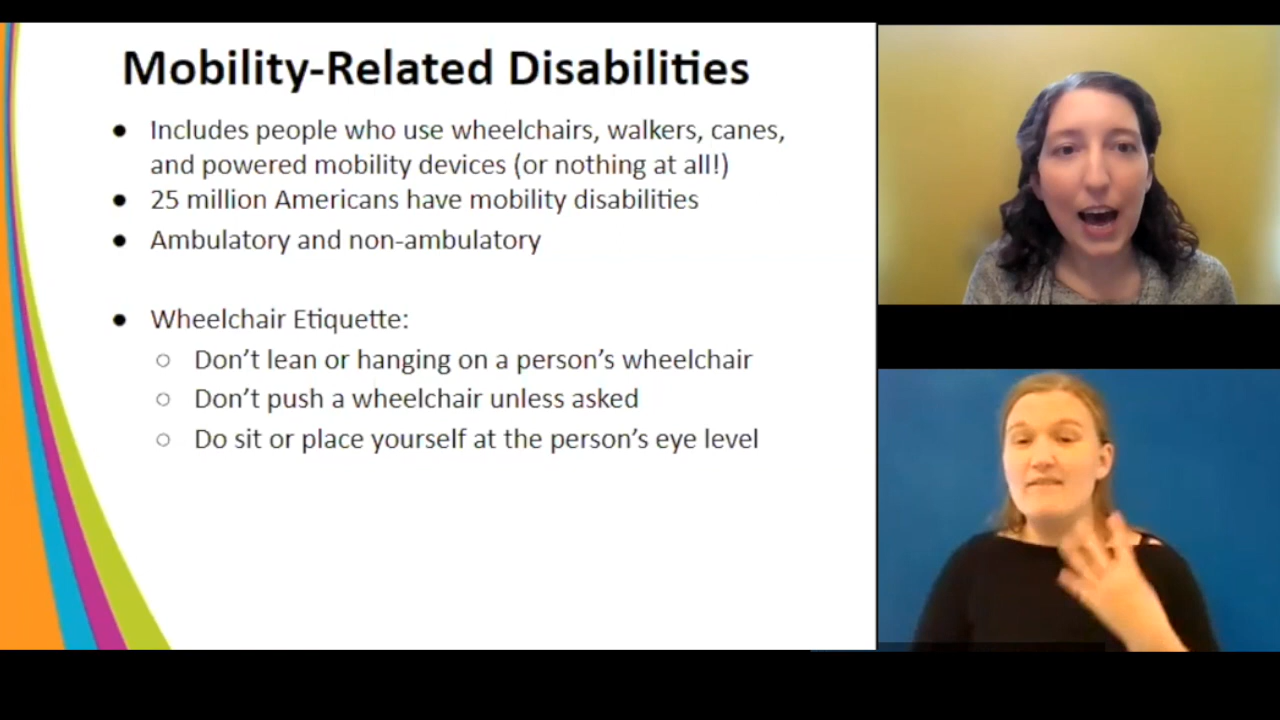 Mobility-Related Disabilities
● Includes people who use wheelchairs, walkers, canes,
and powered mobility devices (or nothing at all!)
● 25 million Americans have mobility disabilities
● Ambulatory and non-ambulatory
● Wheelchair Etiquette:
○ Don’t lean or hanging on a person’s wheelchair
○ Don’t push a wheelchair unless asked
○ Do sit or place yourself at the person’s eye level